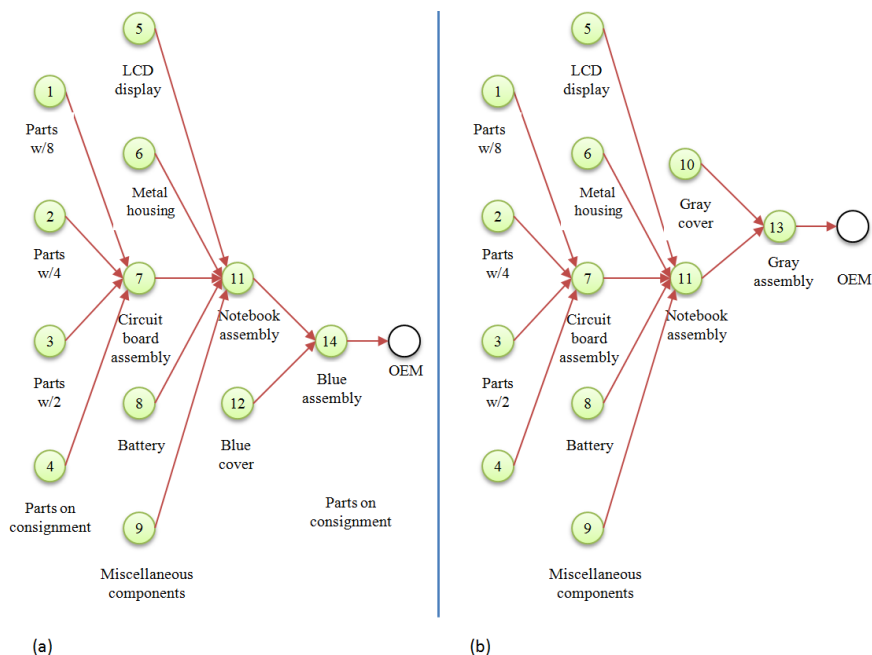 5
LCD
display
1
Parts
w/8
6
Metal
housing
2
Parts
w/4
7
Circuit
board
assembly
11
Notebook
assembly
3
Parts
w/2
14
Blue
assembly
OEM
8
Battery
12
Blue
cover
4
Parts on
consignment
9
Miscellaneous
components
Parts on
consignment
(a)
5
LCD
display
1
Parts
w/8
6
Metal
housing
10
Gray
cover
2
Parts
w/4
13
Gray
assembly
OEM
7
Circuit
board
assembly
11
Notebook
assembly
3
Parts
w/2
8
Battery
4
9
Miscellaneous
components
(b)